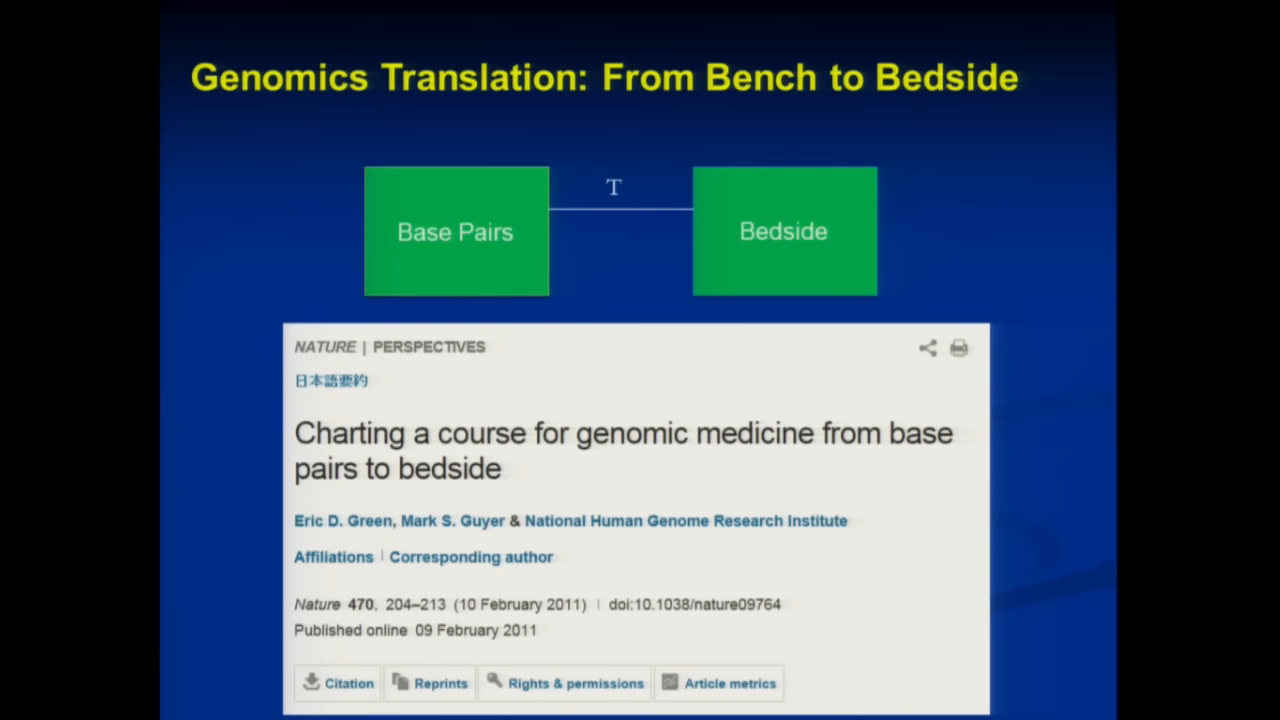 Genomics Translation: From Bench to Bedside
T
Base Pairs
Bedside
NATURE | PERSPECTIVES
日本語要約
Charting a course for genomic medicine from base
pairs to bedside
Eric D. Green, Mark S. Guyer & National Human Genome Research Institute
Affiliations | Corresponding author
Nature 470, 204–213 (10 February 2011) | doi:10.1038/nature09764
Published online 09 February 2011
Citation Reprints Rights & permissions Article metrics